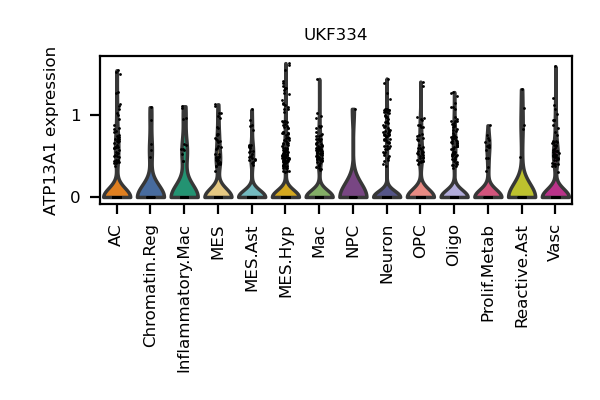 UKF334
ATP13A1 expression
1
0
AC
Chromatin.Reg
Inflammatory.Mac
MES
MES.Ast
MES.Hyp
Mac
NPC
Neuron
OPC
Oligo
Prolif.Metab
Reactive.Ast
Vasc